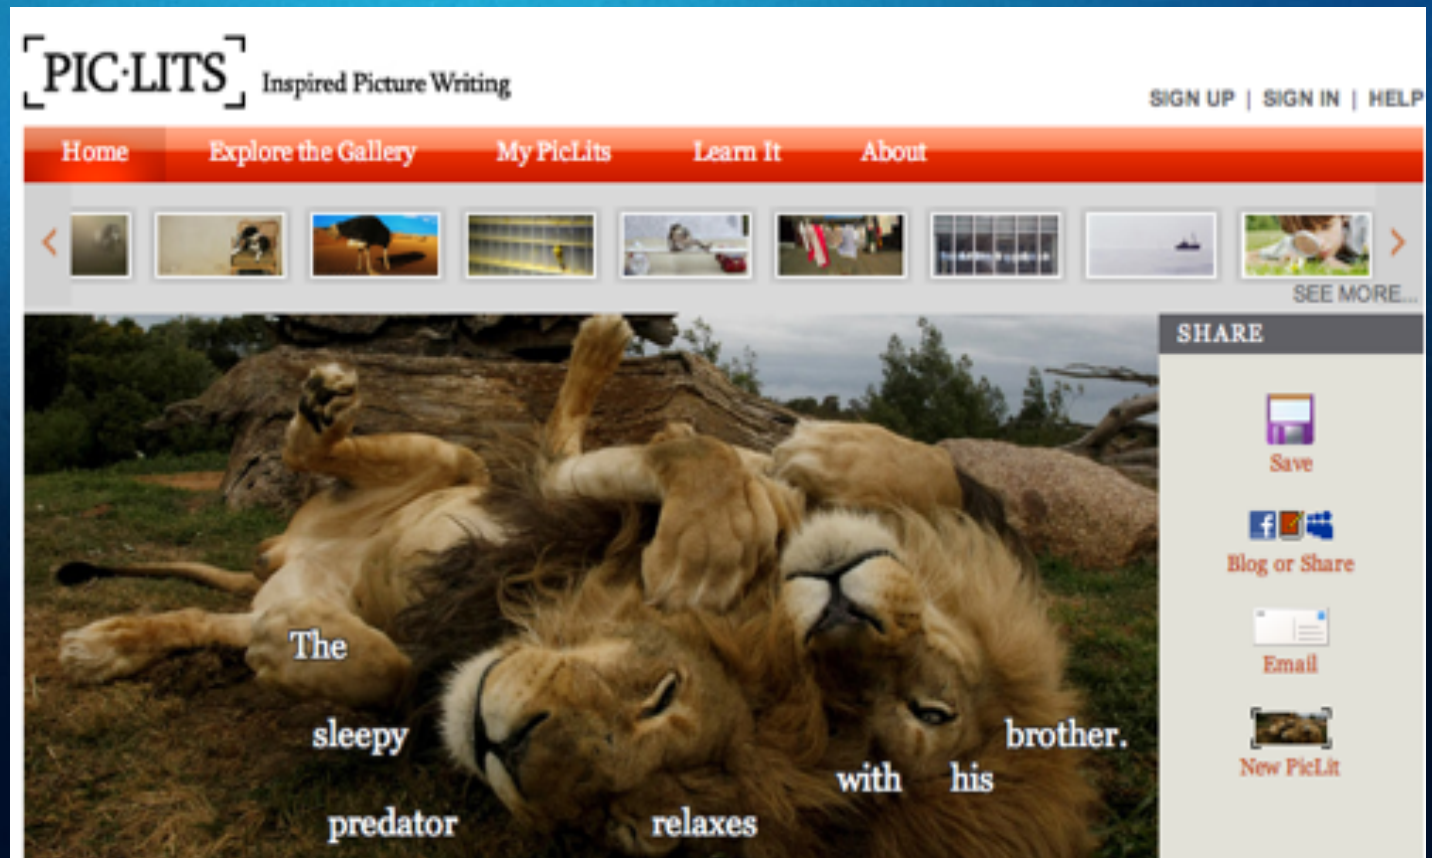 PIC·LITS Inspired Picture Writing
SIGN UP | SIGN IN | HELP
Home Explore the Gallery My PicLits Learn It About
SEE MORE...
SHARE
Save
Blog or Share
Email
New PicLit
The
sleepy
predator relaxes
with his
brother.